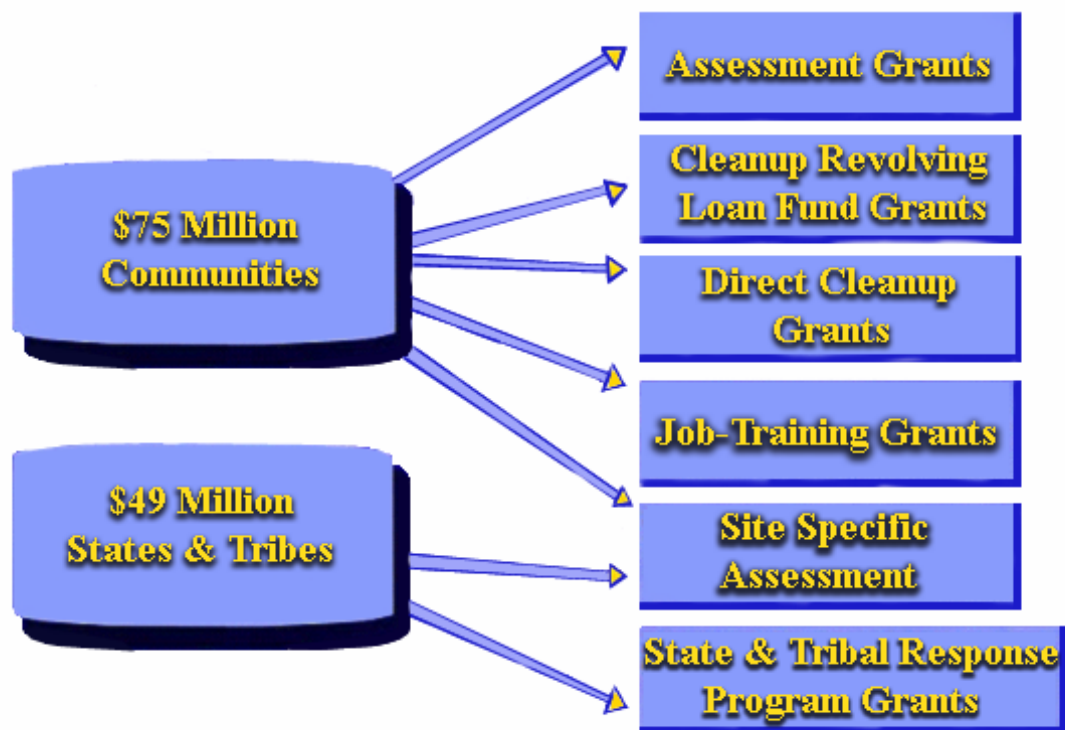 $75 Million
Communities
$49 Million
States & Tribes
Assessment Grants
Cleanup Revolving
Loan Fund Grants
Direct Cleanup
Grants
Job-Training Grants
Site Specific
Assessment
State & Tribal Response
Program Grants